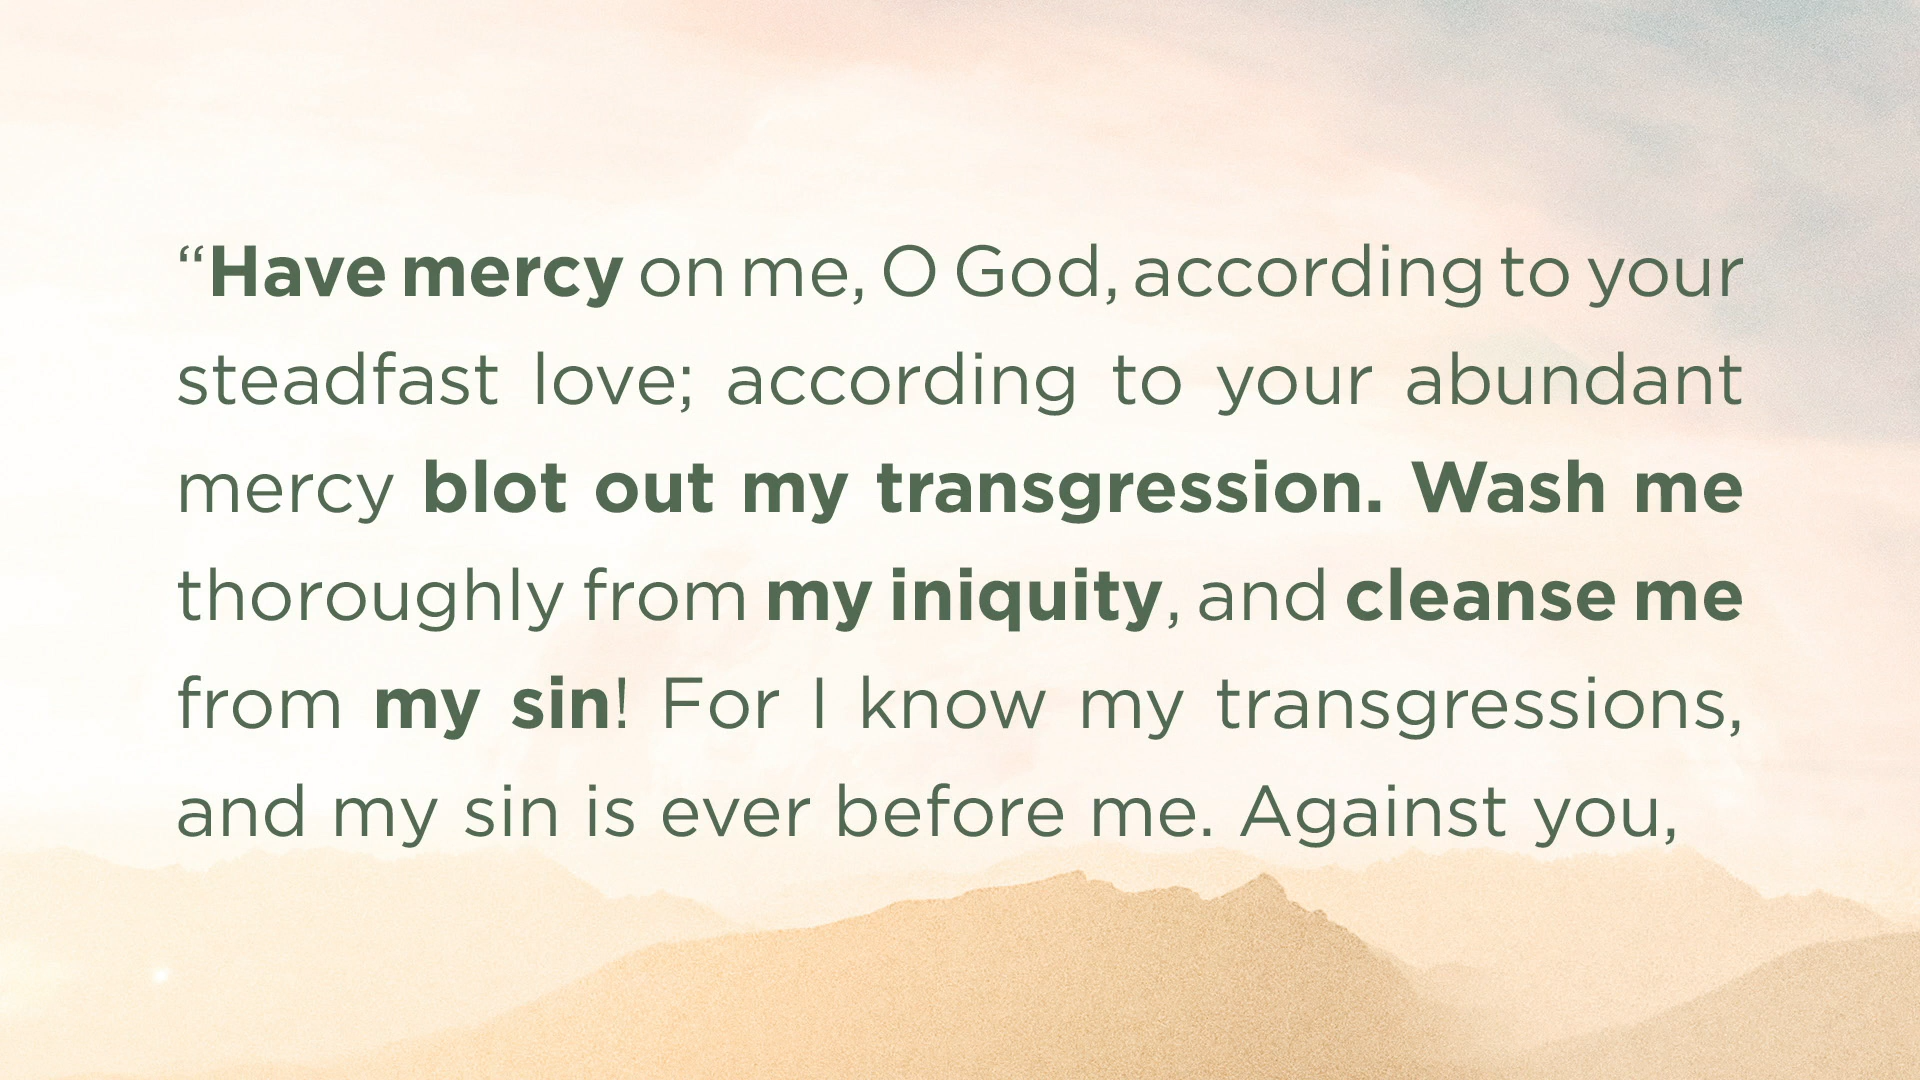 “Have mercy on me, O God, according to your
steadfast love; according to your abundant
mercy blot out my transgression. Wash me
thoroughly from my iniquity, and cleanse me
from my sin! For I know my transgressions,
and my sin is ever before me. Against you,